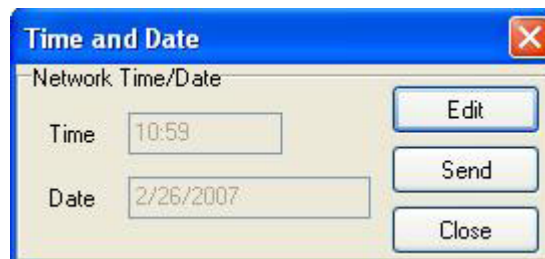 Time and Date
Network Time/Date
Edit
Time 10:59
Send
Date 2/26/2007
Close